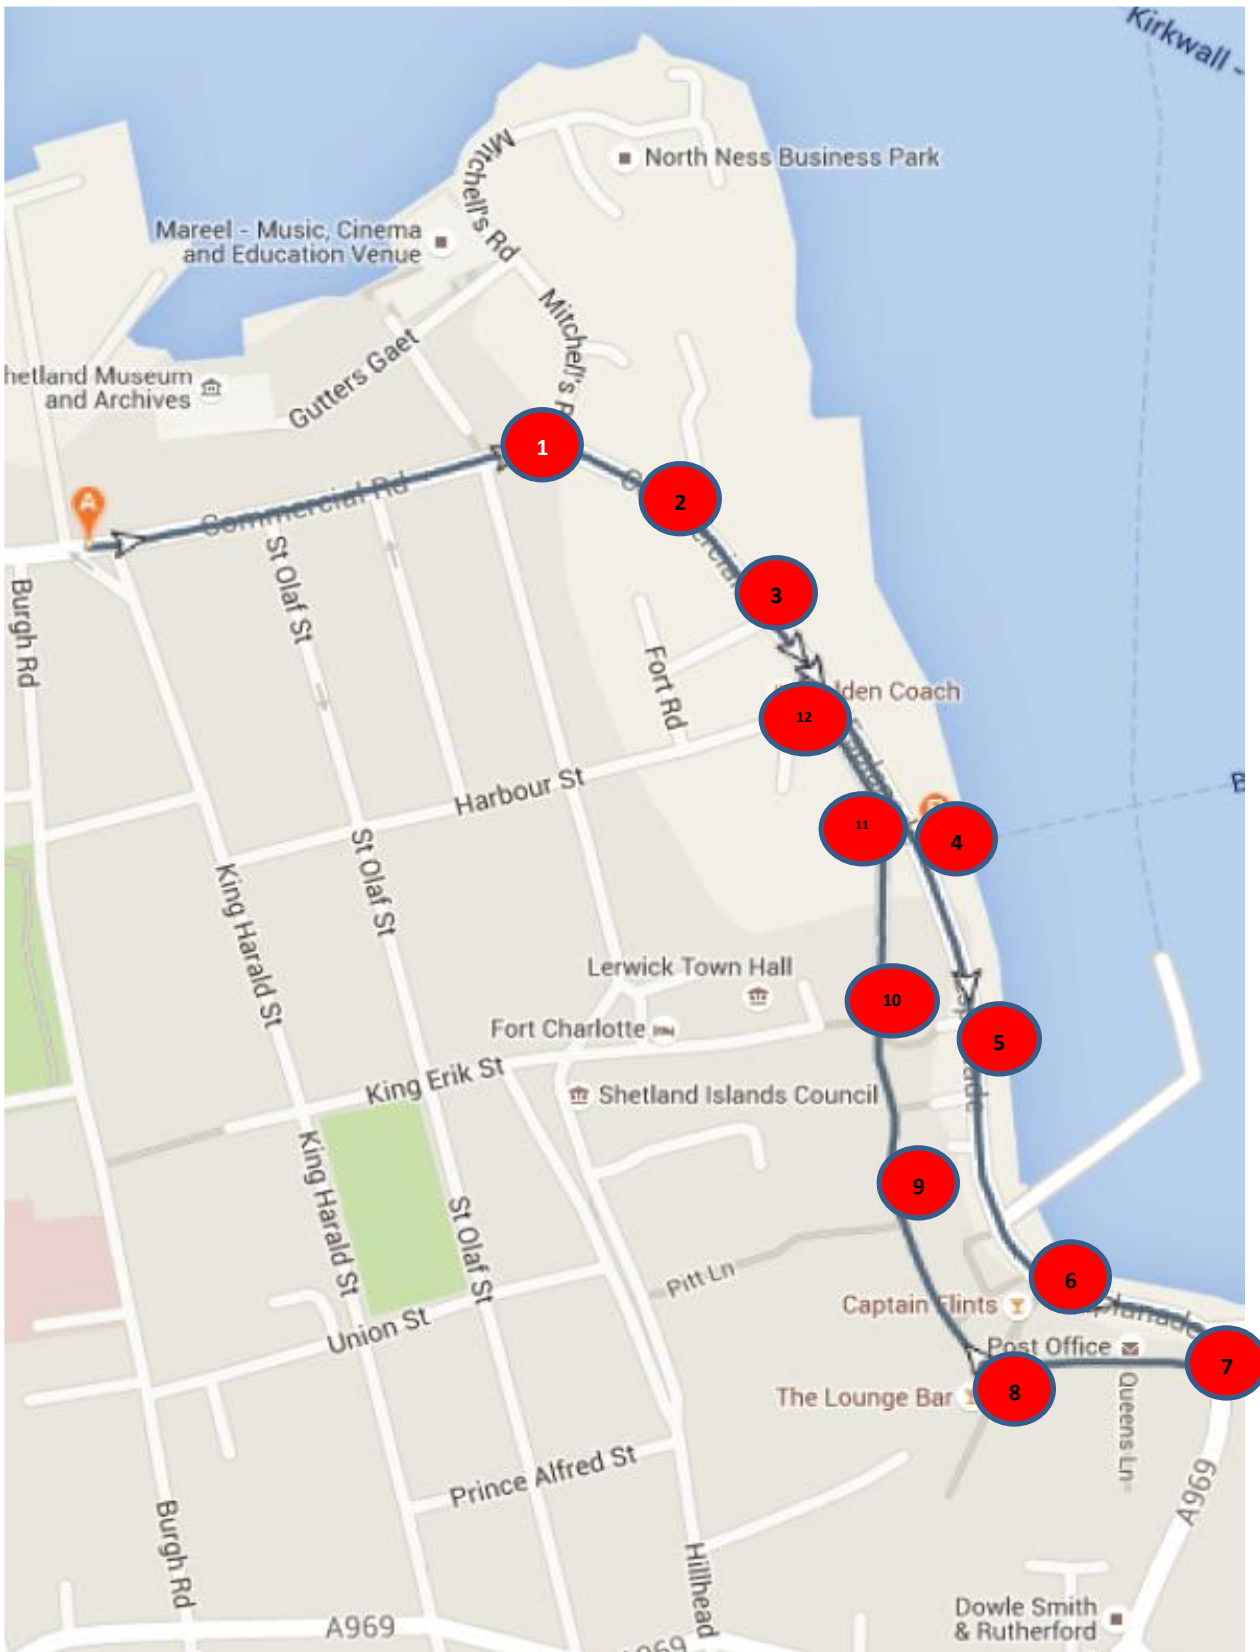 Kirkwall -
North Ness Business Park
Mitchell's Rd
Mareel - Music, Cinema
and Education Venue
Mitchell's
hetland Museum
and Archives
Gutters Gaet
1
A
Commercial Rd
2
St Olaf St
3
Burgh Rd
Fort Rd
lden Coach
12
Harbour St
B
11
4
St Olaf St
King Harald St
Lerwick Town Hall
10
Fort Charlotte
5
King Erik St
Shetland Islands Council
King Harald St
9
St Olaf St
Pitt Ln
6
Captain Flints
Union St
Post Office
7
8
The Lounge Bar
Queens Ln
Prince Alfred St
A969
Burgh Rd
Hillhead
Dowle Smith
& Rutherford
A969